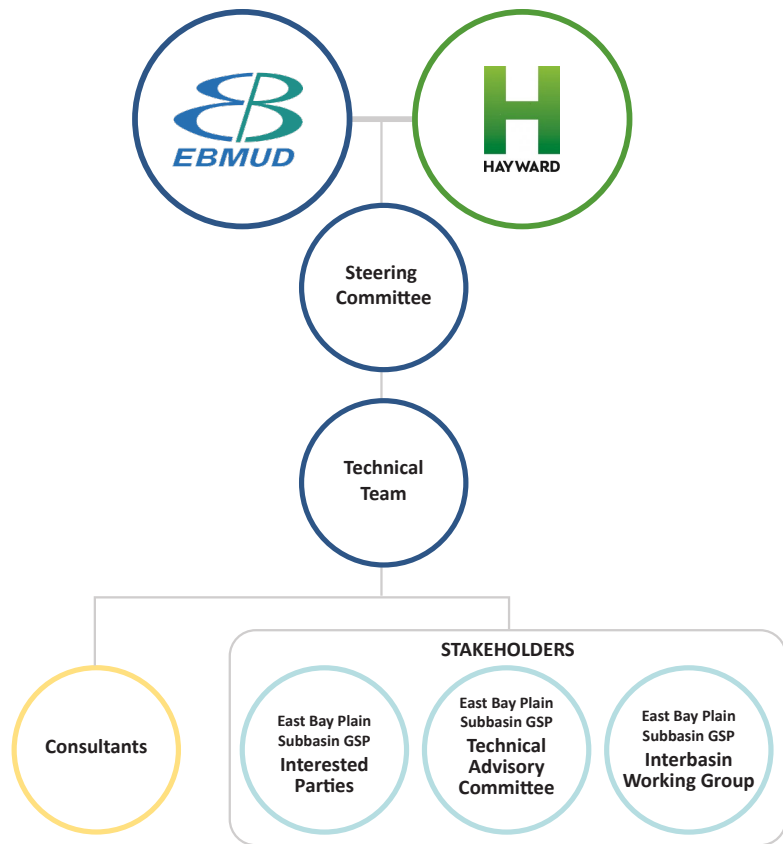 EBMUD
H
HAYWARD
Steering
Committee
Technical
Team
STAKEHOLDERS
Consultants
East Bay Plain
Subbasin GSP
Interested
Parties
East Bay Plain
Subbasin GSP
Technical
Advisory
Committee
East Bay Plain
Subbasin GSP
Interbasin
Working Group